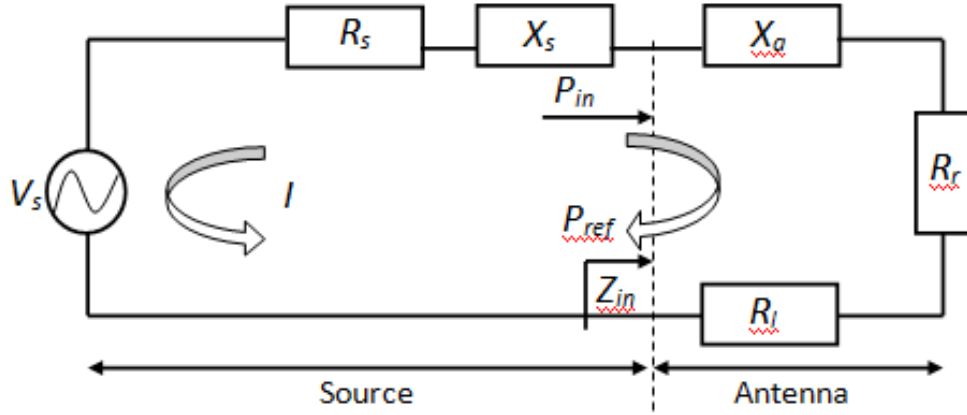 Rs
Xs
Xa
Pin
Vs
I
Rr
Pref
Zin
Rl
Source
Antenna